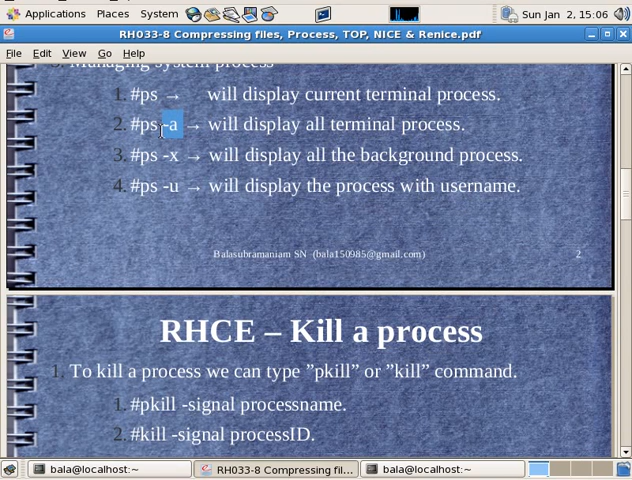 Applications Places System Sun Jan 2, 15:06
RH033-8 Compressing files, Process, TOP, NICE & Renice.pdf
File Edit View Go Help
3. Managing system process
1. #ps → will display current terminal process.
2. #ps -a → will display all terminal process.
3. #ps -x → will display all the background process.
4. #ps -u → will display the process with username.
Balasubramaniam SN (bala150985@gmail.com) 2
RHCE – Kill a process
1. To kill a process we can type ”pkill” or ”kill” command.
1. #pkill -signal processname.
2. #kill -signal processID.
bala@localhost:~ RH033-8 Compressing fil... bala@localhost:~